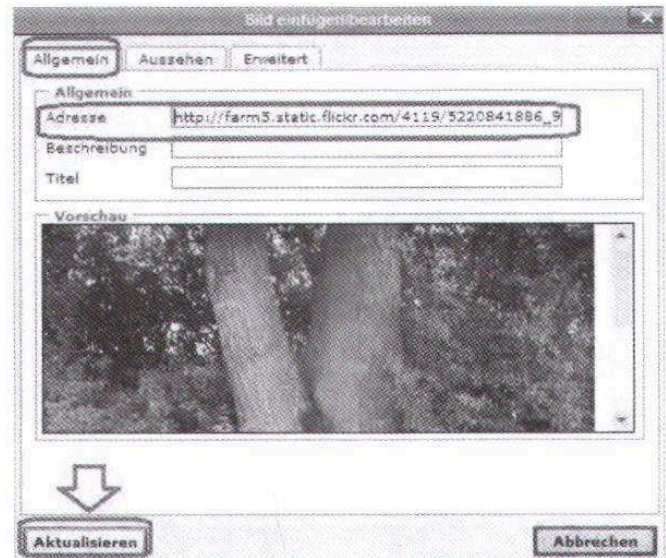 Bild einfügen/bearbeiten
Allgemein Aussehen Erweitert
Allgemein
Adresse http://farm3.static.flickr.com/4119/5220841886_9
Beschreibung
Titel
Vorschau
Aktualisieren Abbrechen